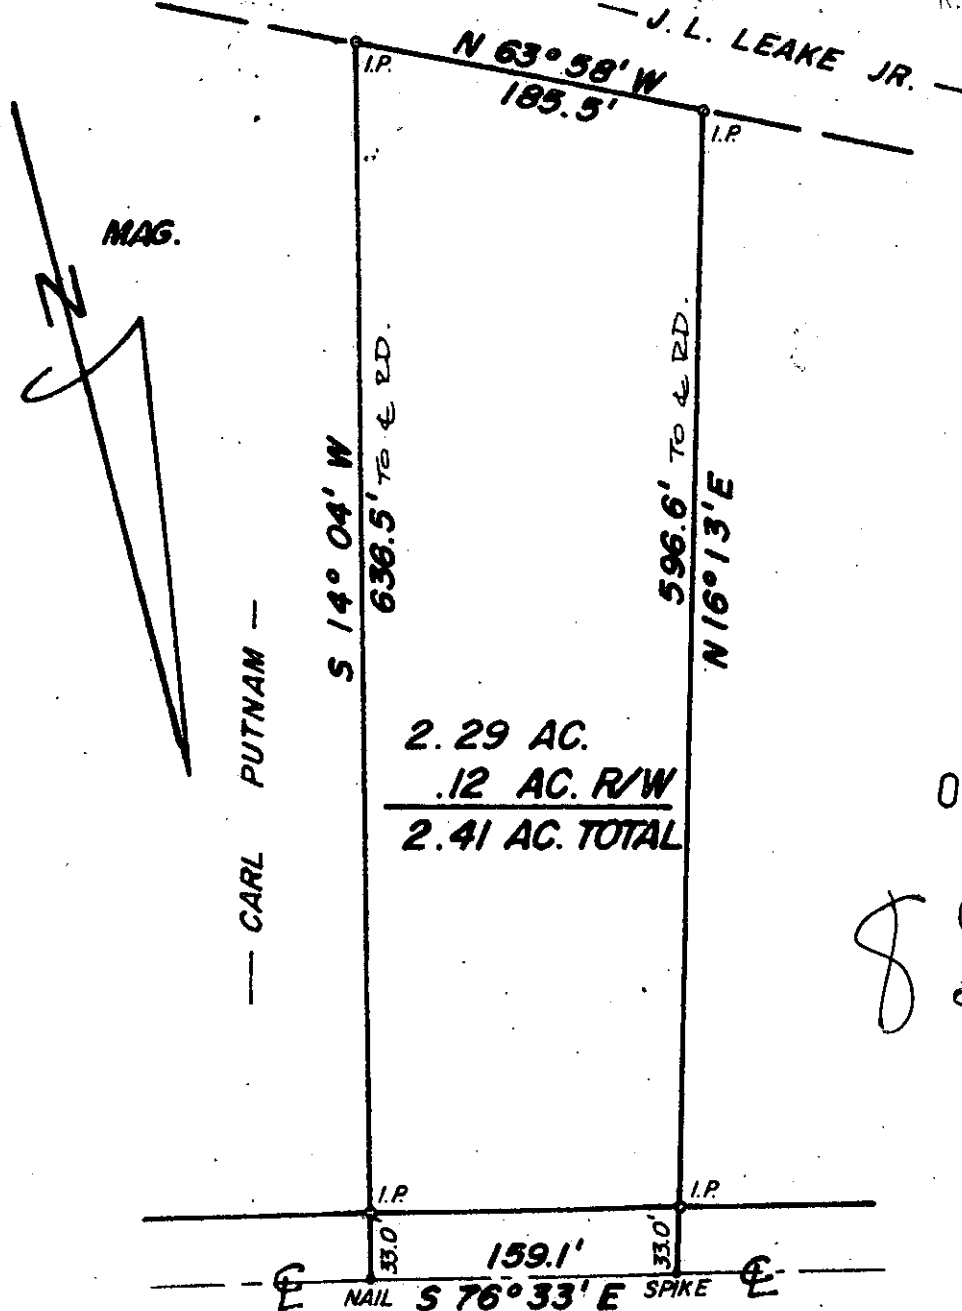 — J. L. LEAKE JR. —
N 63° 58' W
185.5'
I.P.
I.P.
MAG.
N
S 14° 04' W
636.5' TO ℄ RD.
596.6' TO ℄ RD.
N 16° 13' E
— CARL PUTNAM —
2.29 AC.
.12 AC. R/W
2.41 AC. TOTAL
I.P.
I.P.
33.0'
159.1'
33.0'
℄ NAIL S 76° 33' E SPIKE ℄